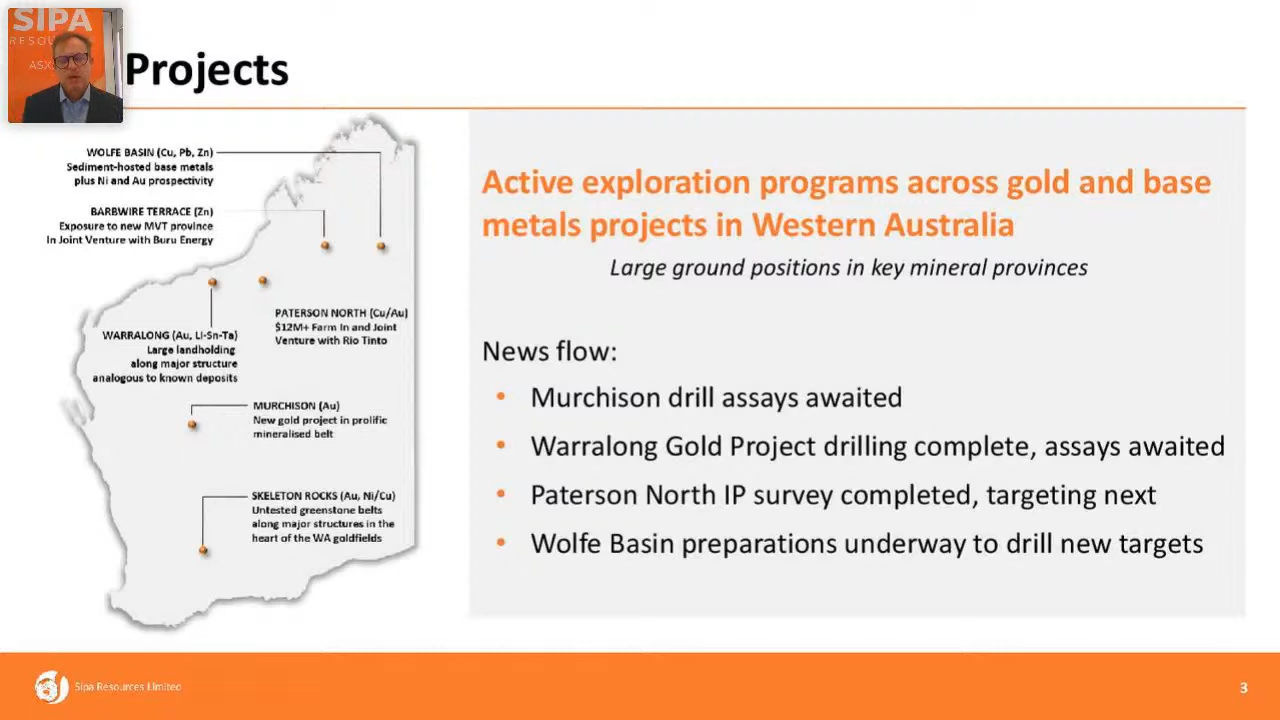 SIPA
Projects
WOLFE BASIN (Cu, Pb, Zn)
Sediment-hosted base metals
plus Ni and Au prospectivity
BARBWIRE TERRACE (Zn)
Exposure to new MVT province
in Joint Venture with Buru Energy
PATERSON NORTH (Cu/Au)
$12M+ Farm In and Joint
Venture with Rio Tinto
WARRALONG (Au, Li-Sn-Ta)
Large landholding
along major structure
analogous to known deposits
MURCHISON (Au)
New gold project in prolific
mineralised belt
SKELETON ROCKS (Au, Ni/Cu)
Untested greenstone belts
along major structures in the
heart of the WA goldfields
Active exploration programs across gold and base
metals projects in Western Australia
Large ground positions in key mineral provinces
News flow:
• Murchison drill assays awaited
• Warralong Gold Project drilling complete, assays awaited
• Paterson North IP survey completed, targeting next
• Wolfe Basin preparations underway to drill new targets
Sipa Resources Limited
3